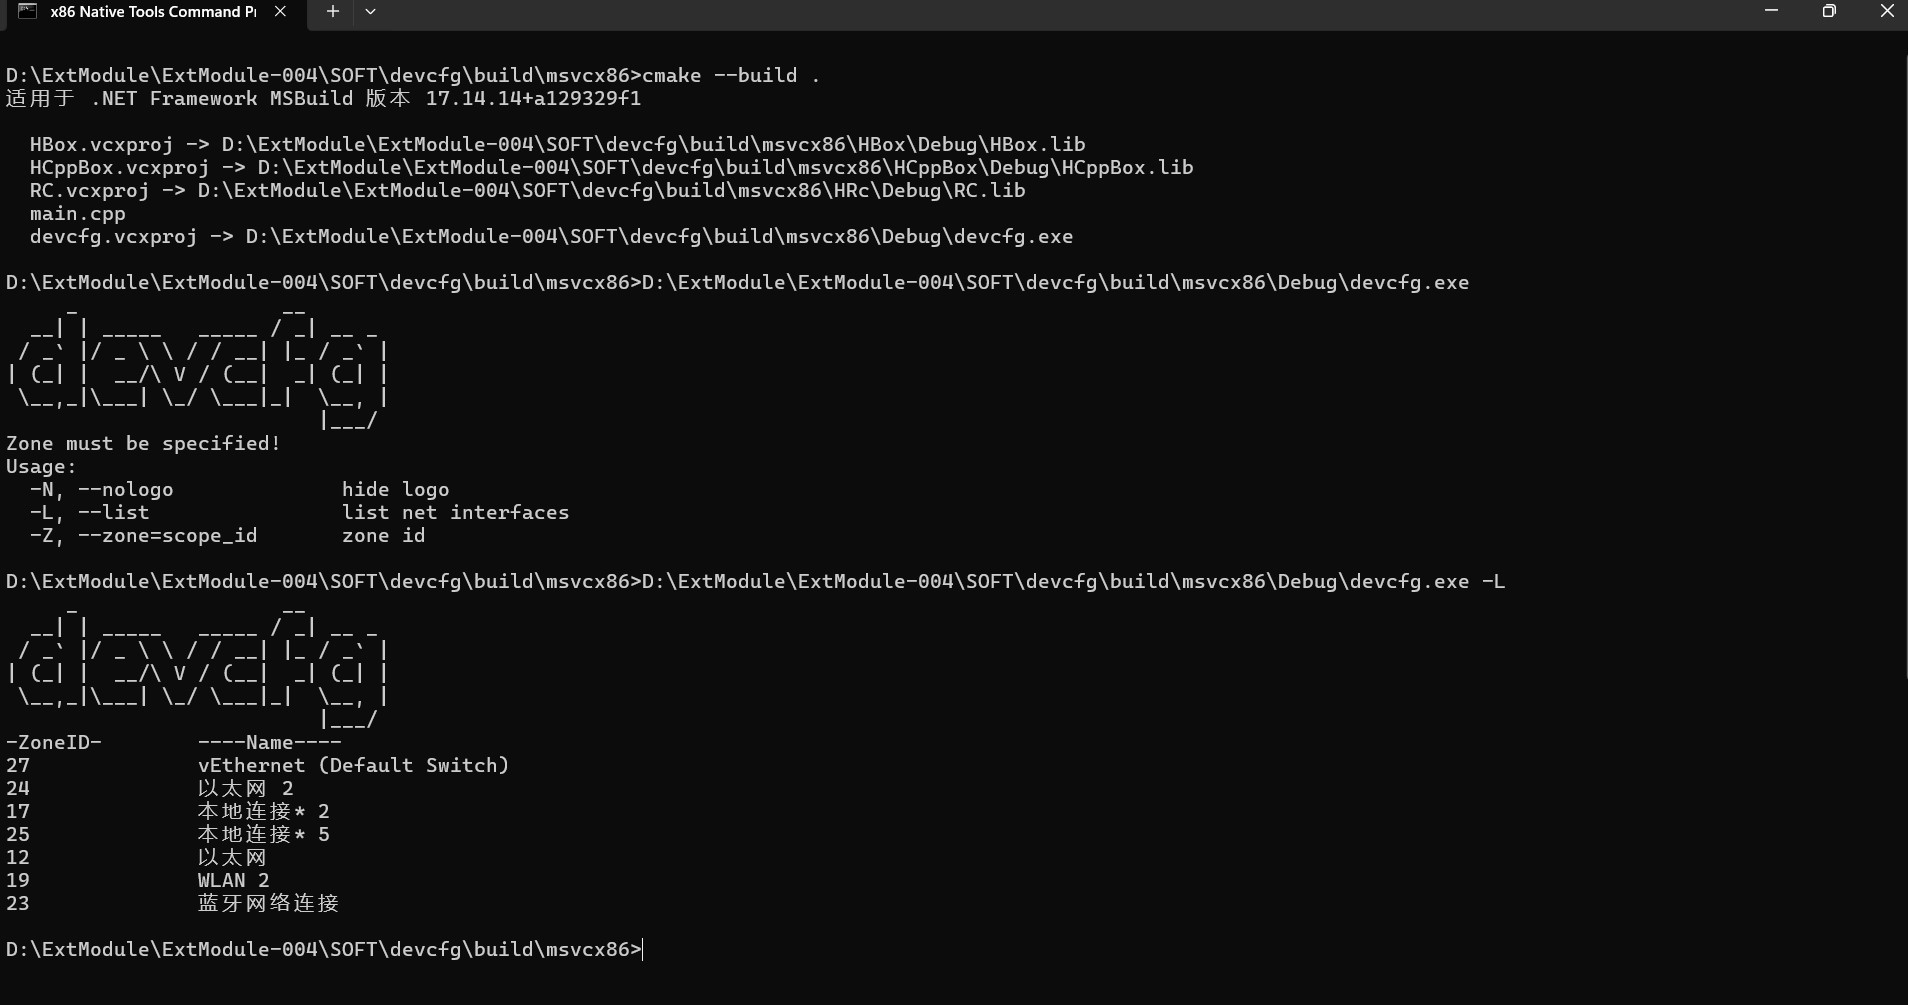 x86 Native Tools Command Pr
D:\ExtModule\ExtModule-004\SOFT\devcfg\build\msvcx86>cmake --build .
适用于 .NET Framework MSBuild 版本 17.14.14+a129329f1
HBox.vcxproj -> D:\ExtModule\ExtModule-004\SOFT\devcfg\build\msvcx86\HBox\Debug\HBox.lib
HCppBox.vcxproj -> D:\ExtModule\ExtModule-004\SOFT\devcfg\build\msvcx86\HCppBox\Debug\HCppBox.lib
RC.vcxproj -> D:\ExtModule\ExtModule-004\SOFT\devcfg\build\msvcx86\HRc\Debug\RC.lib
main.cpp
devcfg.vcxproj -> D:\ExtModule\ExtModule-004\SOFT\devcfg\build\msvcx86\Debug\devcfg.exe
D:\ExtModule\ExtModule-004\SOFT\devcfg\build\msvcx86>D:\ExtModule\ExtModule-004\SOFT\devcfg\build\msvcx86\Debug\devcfg.exe
devcfg
Zone must be specified!
Usage:
-N, --nologo hide logo
-L, --list list net interfaces
-Z, --zone=scope_id zone id
D:\ExtModule\ExtModule-004\SOFT\devcfg\build\msvcx86>D:\ExtModule\ExtModule-004\SOFT\devcfg\build\msvcx86\Debug\devcfg.exe -L
devcfg
-ZoneID- ----Name----
27 vEthernet (Default Switch)
24 以太网 2
17 本地连接* 2
25 本地连接* 5
12 以太网
19 WLAN 2
23 蓝牙网络连接
D:\ExtModule\ExtModule-004\SOFT\devcfg\build\msvcx86>